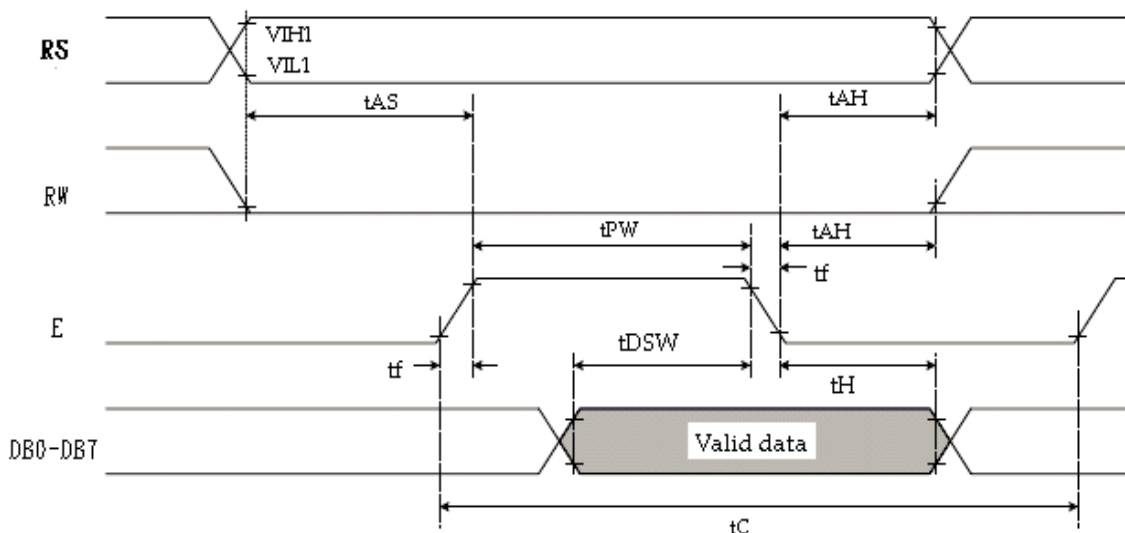 RS
VIH1
VIL1
tAS
tAH
RW
tPW
tAH
tf
E
tDSW
tf
tH
DB0-DB7
Valid data
tC